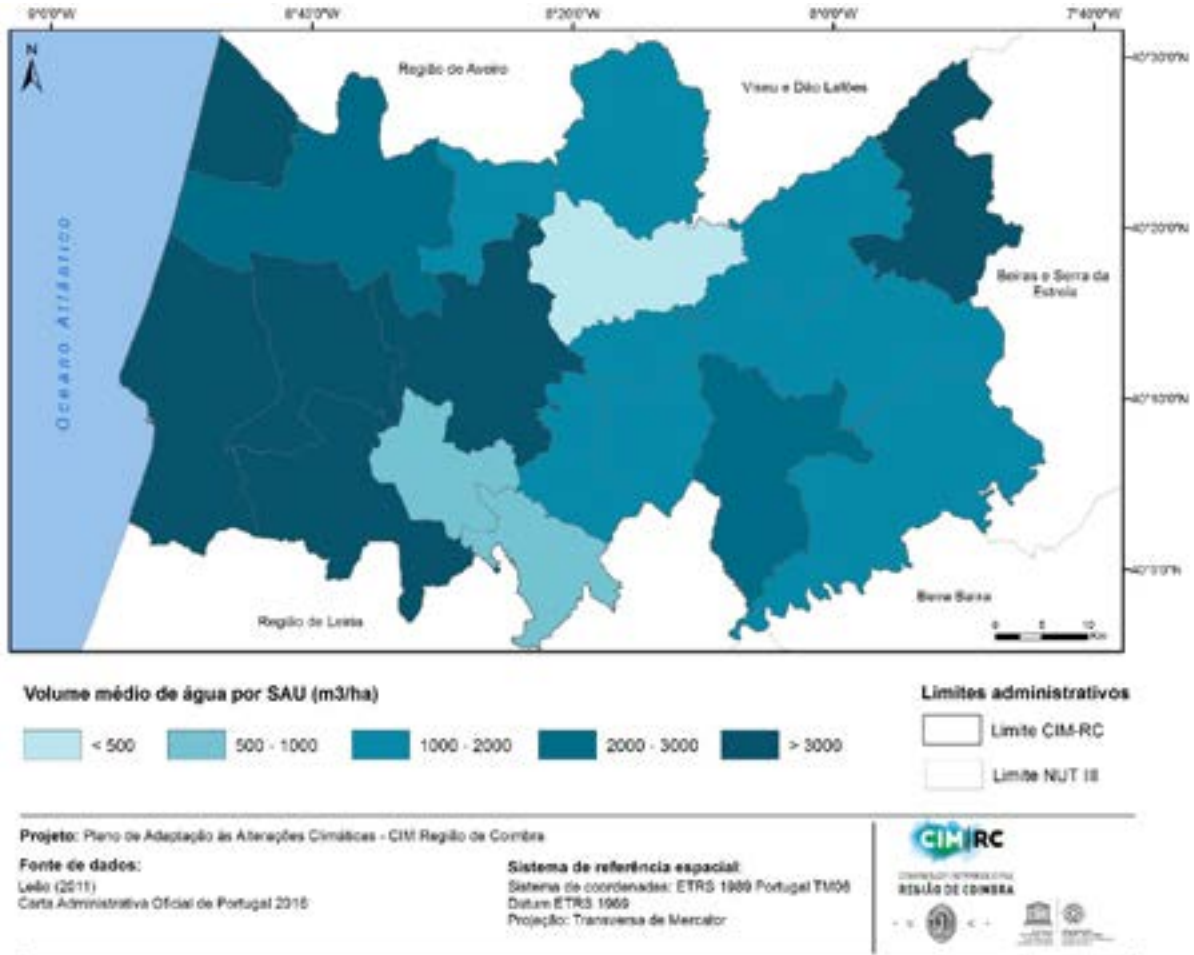 9°0'0"W 8°40'0"W 8°20'0"W 8°0'0"W 7°40'0"W
N
Região de Aveiro
Viseu e Dão Lafões
40°30'0"N
40°20'0"N
Beiras e Serra da
Estrela
Oceano Atlântico
40°10'0"N
40°0'0"N
Beira Baixa
Região de Leiria
0 5 10
Km
Volume médio de água por SAU (m3/ha)
< 500 500 - 1000 1000 - 2000 2000 - 3000 > 3000
Limites administrativos
Limite CIM-RC
Limite NUT III
Projeto: Plano de Adaptação às Alterações Climáticas - CIM Região de Coimbra
Fonte de dados:
Leão (2011)
Carta Administrativa Oficial de Portugal 2016
Sistema de referência espacial:
Sistema de coordenadas: ETRS 1989 Portugal TM06
Datum ETRS 1989
Projeção: Transversa de Mercator
CIM RC
REGIÃO DE COIMBRA